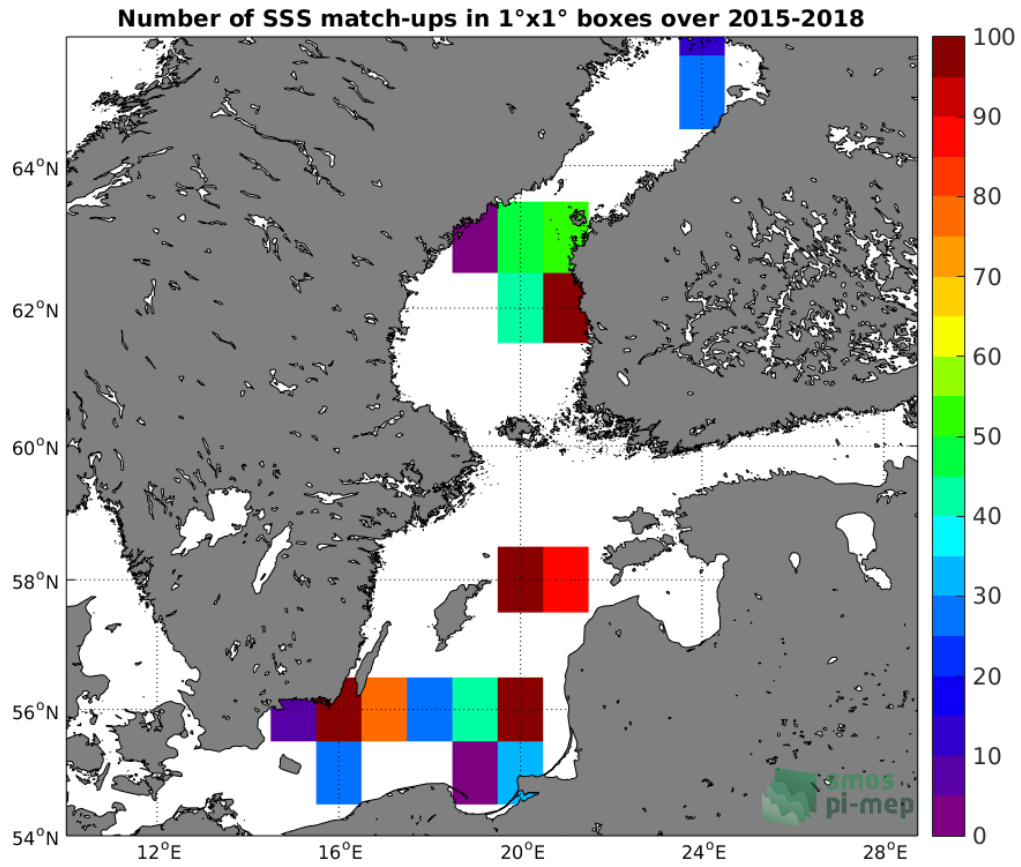 Number of SSS match-ups in 1°x1° boxes over 2015-2018
64°N
62°N
60°N
58°N
56°N
54°N
12°E
16°E
20°E
24°E
28°E
100
90
80
70
60
50
40
30
20
10
0
smos
pi-mep